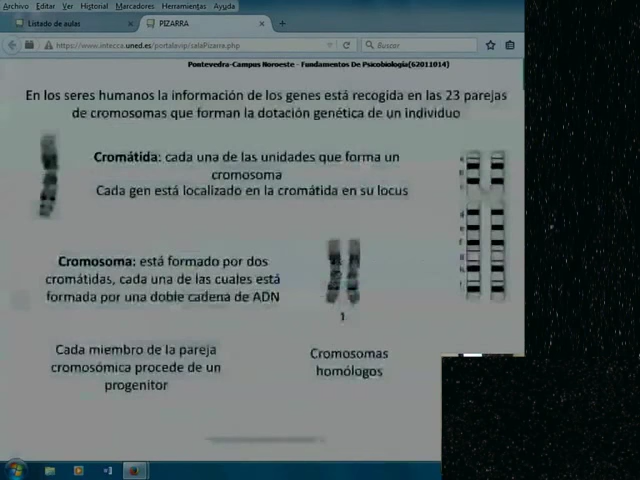 Archivo Editar Ver Historial Marcadores Herramientas Ayuda
Listado de aulas
PIZARRA
https://www.intecca.uned.es/portalavip/salaPizarra.php
Buscar
Pontevedra-Campus Noroeste - Fundamentos De Psicobiología(62011014)
En los seres humanos la información de los genes está recogida en las 23 parejas
de cromosomas que forman la dotación genética de un individuo
Cromátida: cada una de las unidades que forma un
cromosoma
Cada gen está localizado en la cromátida en su locus
Cromosoma: está formado por dos
cromátidas, cada una de las cuales está
formada por una doble cadena de ADN
1
Cada miembro de la pareja
cromosómica procede de un
progenitor
Cromosomas
homólogos